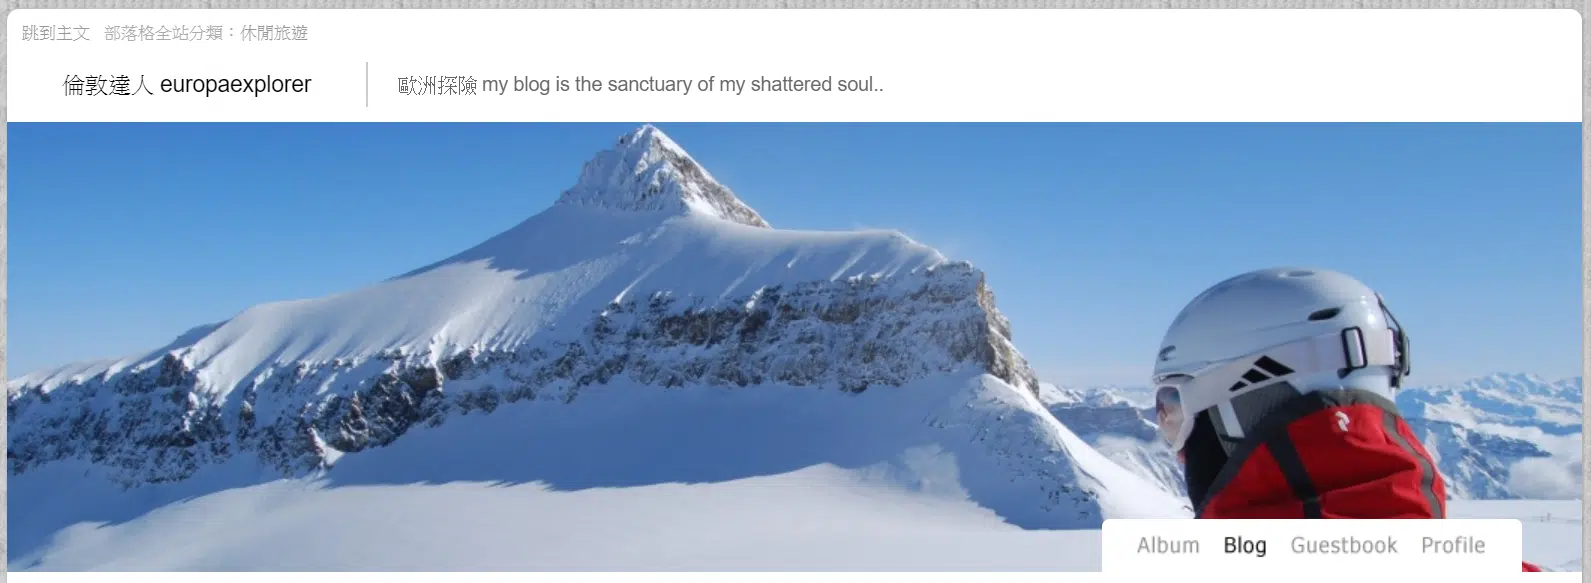 跳到主文 部落格全站分類：休閒旅遊
倫敦達人 europaexplorer
歐洲探險 my blog is the sanctuary of my shattered soul..
Album Blog Guestbook Profile